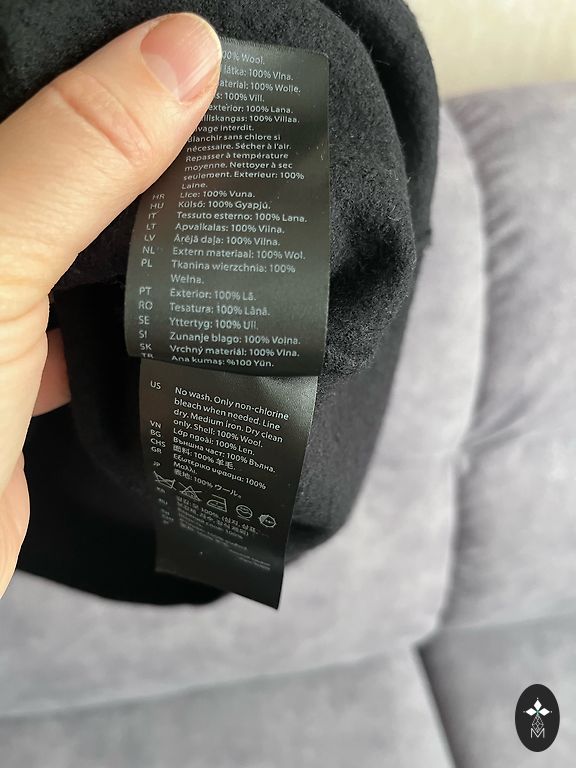 100% Wool.
látka: 100% Vlna.
material: 100% Wolle.
100% Vill.
exterior: 100% Lana.
100% Villaa.
Lavage interdit.
Blanchir sans chlore si
nécessaire. Sécher à l'air.
Repasser à température
moyenne. Nettoyer à sec
seulement. Exterieur: 100%
Laine.
HR Lice: 100% Vuna.
HU Külső: 100% Gyapjú.
IT Tessuto esterno: 100% Lana.
LT Apvalkalas: 100% Vilna.
LV Ārējā daļa: 100% Vilna.
NL Extern materiaal: 100% Wol.
PL Tkanina wierzchnia: 100%
Wełna.
PT Exterior: 100% Lã.
RO Tesatura: 100% Lână.
SE Yttertyg: 100% Ull.
SI Zunanje blago: 100% Volna.
SK Vrchný materiál: 100% Vlna.
TR Ana kumaş: %100 Yün.
US No wash. Only non-chlorine
bleach when needed. Line
dry. Medium iron. Dry clean
only. Shell: 100% Wool.
VN Lớp ngoài: 100% Len.
BG Външна част: 100% Вълна.
CHS 面料: 100% 羊毛.
GR Εξωτερικό ύφασμα: 100%
Μαλλί.
JP 表地: 100% ウール。
KR
M